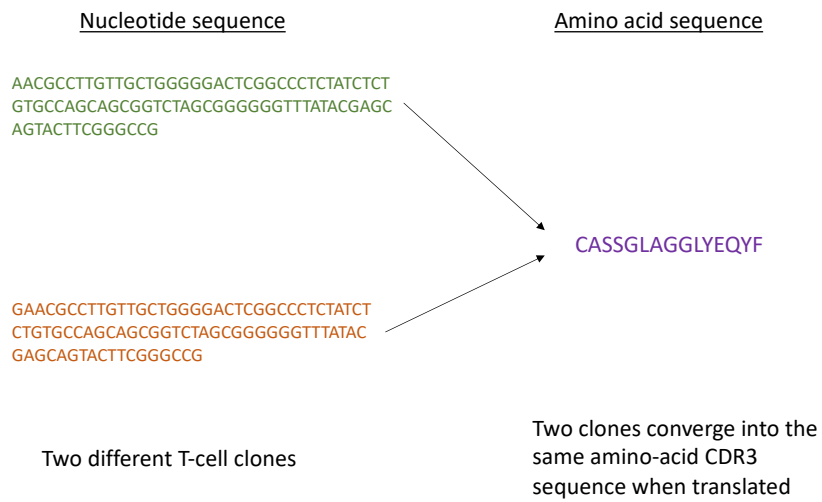 Nucleotide sequence
Amino acid sequence
AACGCCTTGTTGCTGGGGGACTCGGCCCTCTATCTCT
GTGCCAGCAGCGGTCTAGCGGGGGGTTTATACGAGC
AGTACTTCGGGCCG
CASSGLAGGLYEQYF
GAACGCCTTGTTGCTGGGGACTCGGCCCTCTATCT
CTGTGCCAGCAGCGGTCTAGCGGGGGGTTTATAC
GAGCAGTACTTCGGGCCG
Two different T-cell clones
Two clones converge into the
same amino-acid CDR3
sequence when translated